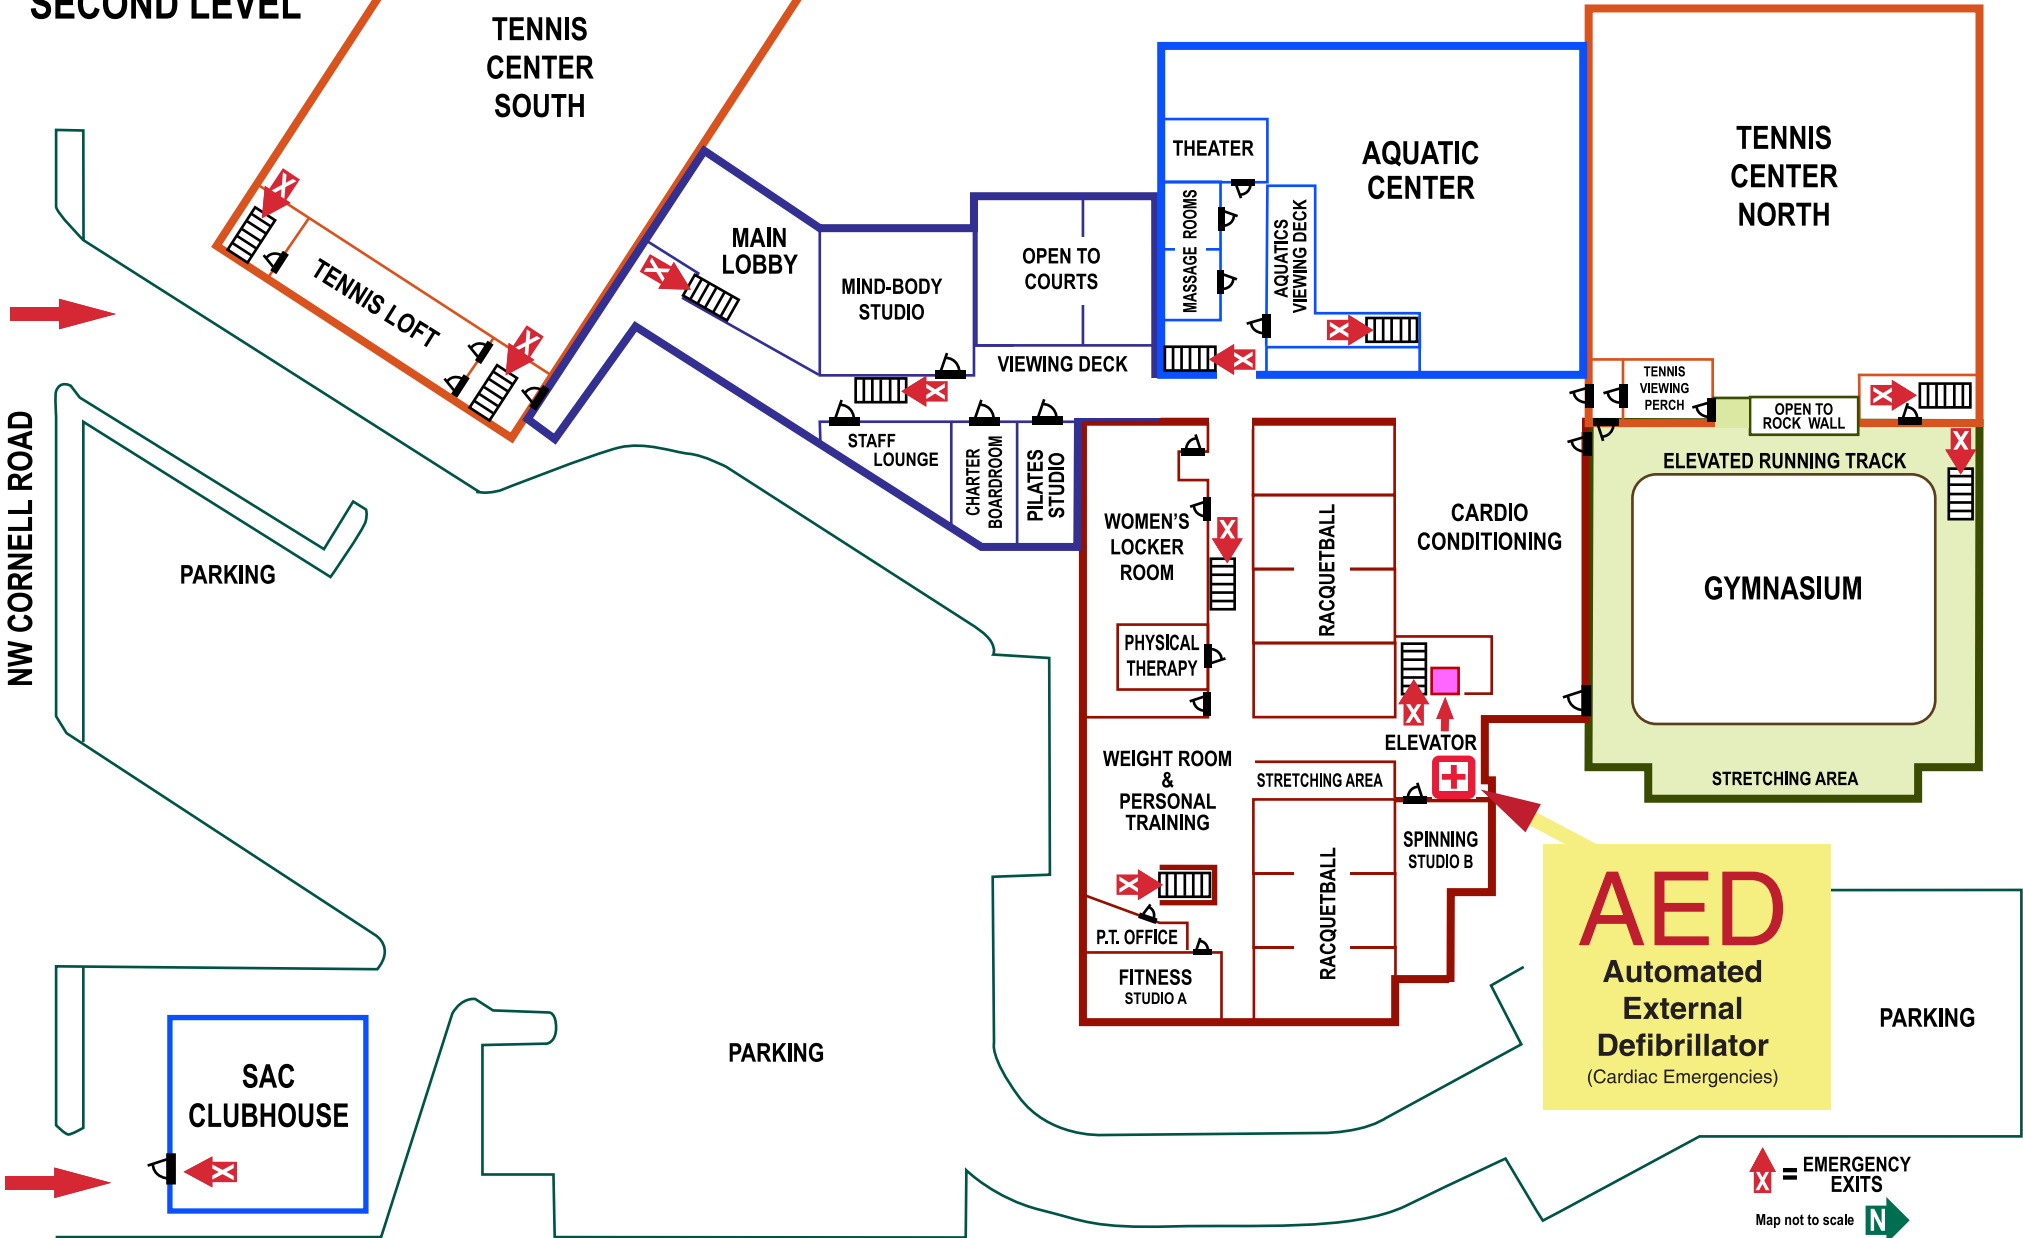 SECOND LEVEL
TENNIS
CENTER
SOUTH
X
TENNIS LOFT
X
MAIN
LOBBY
X
MIND-BODY
STUDIO
OPEN TO
COURTS
VIEWING DECK
X
STAFF
LOUNGE
CHARTER
BOARDROOM
PILATES
STUDIO
THEATER
MASSAGE ROOMS
AQUATICS
VIEWING DECK
AQUATIC
CENTER
X
X
TENNIS
CENTER
NORTH
TENNIS
VIEWING
PERCH
OPEN TO
ROCK WALL
X
X
ELEVATED RUNNING TRACK
GYMNASIUM
STRETCHING AREA
WOMEN'S
LOCKER
ROOM
X
PHYSICAL
THERAPY
RACQUETBALL
CARDIO
CONDITIONING
X
ELEVATOR
WEIGHT ROOM
&
PERSONAL
TRAINING
STRETCHING AREA
SPINNING
STUDIO B
X
P.T. OFFICE
FITNESS
STUDIO A
RACQUETBALL
NW CORNELL ROAD
PARKING
PARKING
SAC
CLUBHOUSE
X
AED
Automated
External
Defibrillator
(Cardiac Emergencies)
PARKING
X = EMERGENCY
EXITS
Map not to scale N